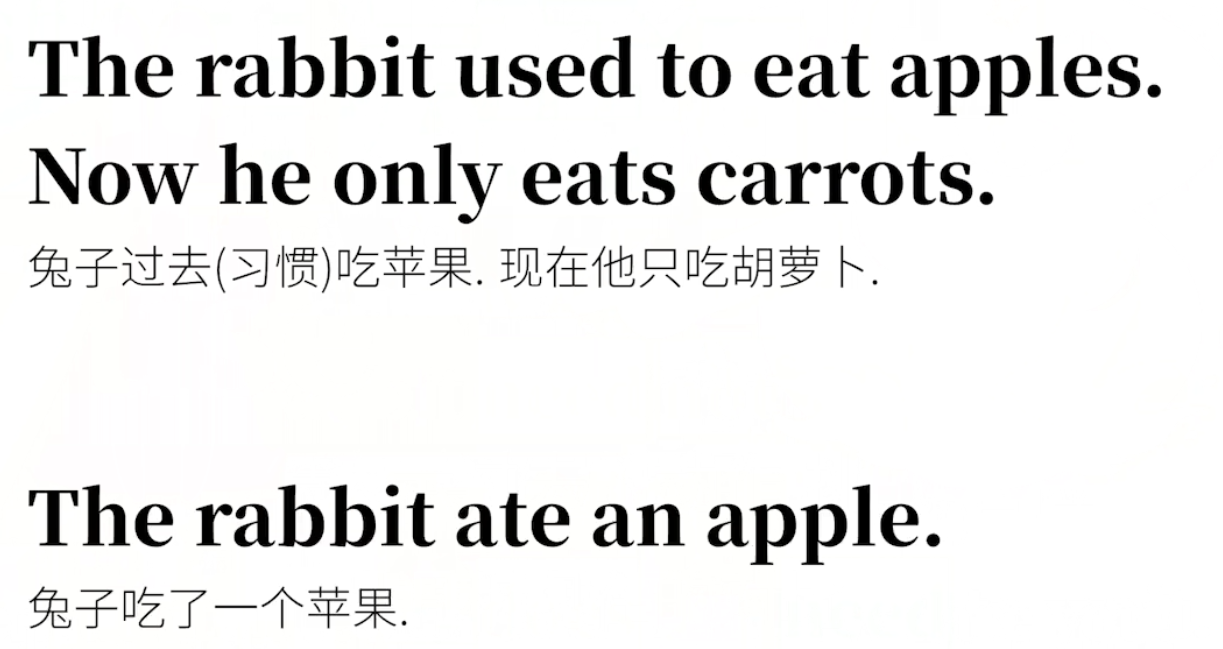 The rabbit used to eat apples.
Now he only eats carrots.
兔子过去(习惯)吃苹果. 现在他只吃胡萝卜.
The rabbit ate an apple.
兔子吃了一个苹果.